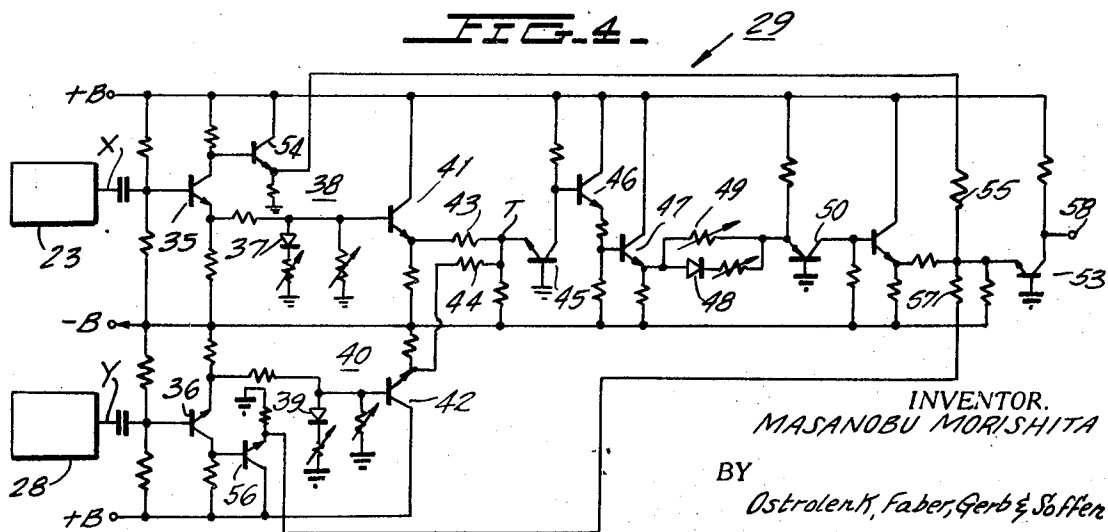 FIG. 4.
29
+B
X
54
38
41
46
47
49
55
58
23
35
37
43
T
44
45
50
48
57
53
-B
40
Y
36
39
42
28
56
+B
INVENTOR.
MASANOBU MORISHITA
BY
Ostrolenk, Faber, Gerb & Soffen